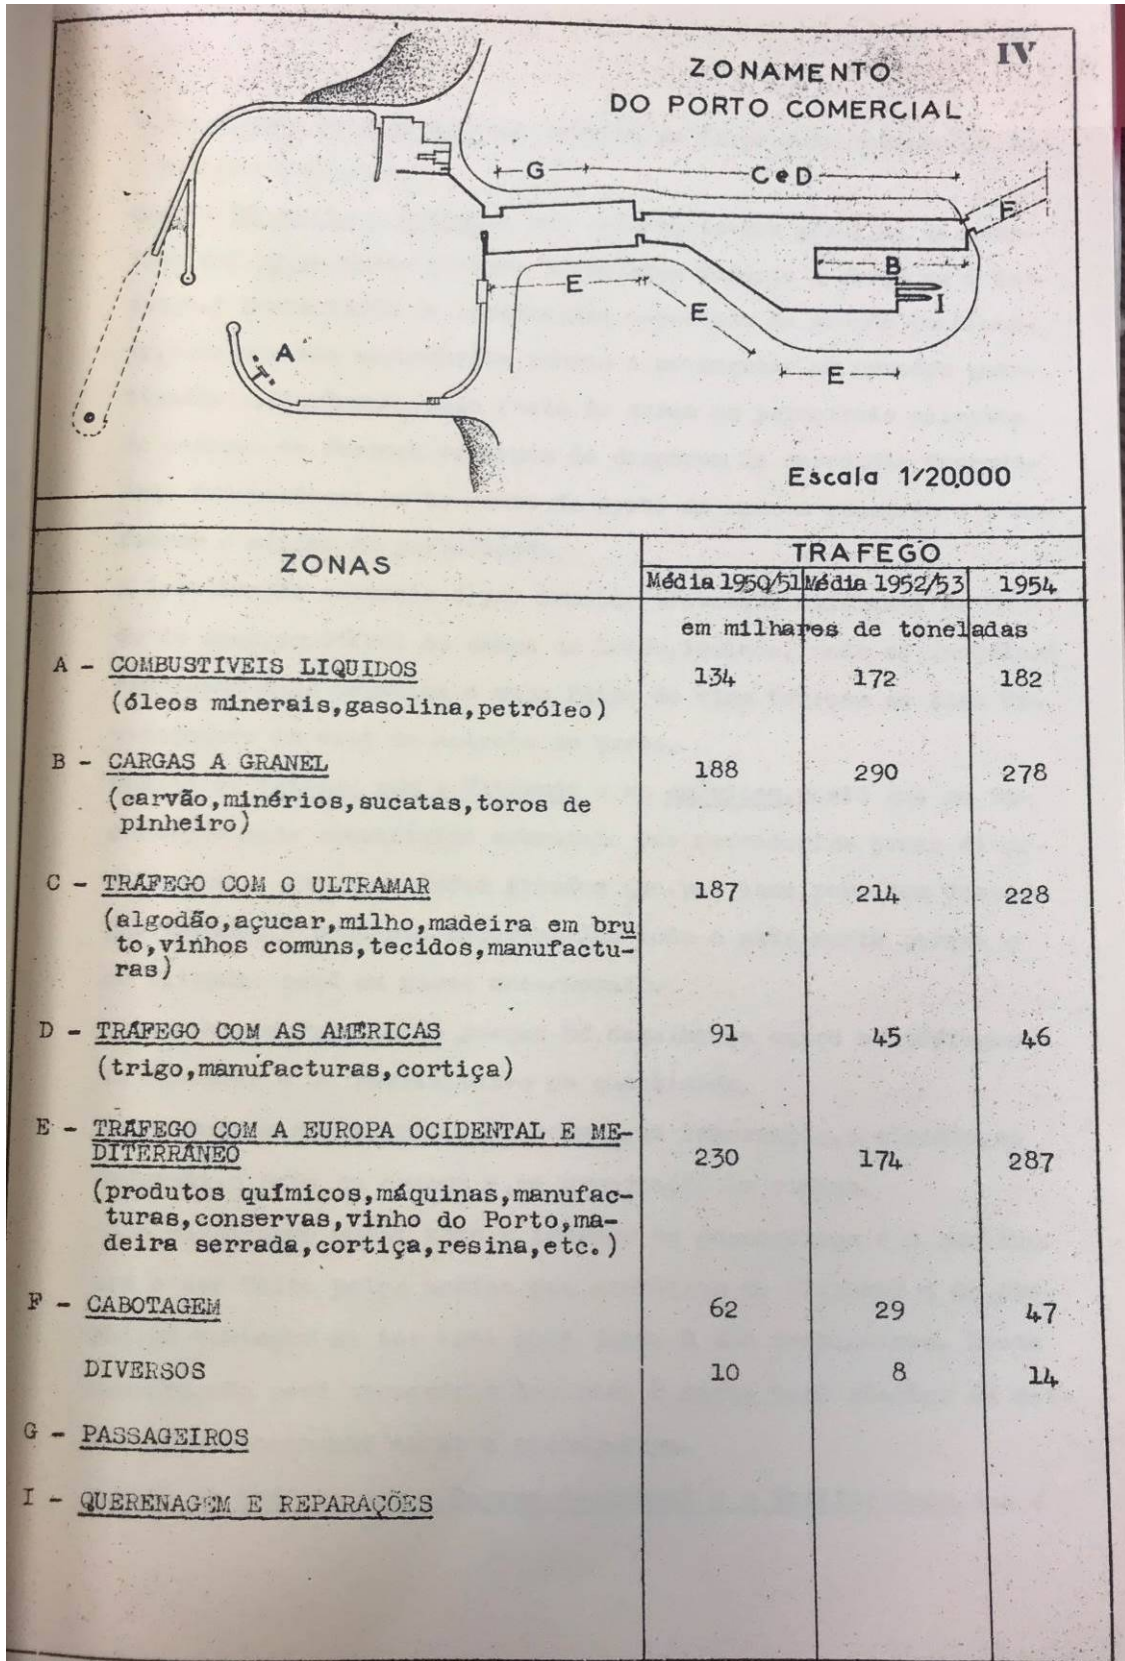 IV
ZONAMENTO
DO PORTO COMERCIAL
G
C e D
F
B
I
E
E
E
A
"T"
Escala 1/20,000
ZONAS
TRAFEGO
Média 1950/51 Média 1952/53 1954
em milhares de toneladas
A - COMBUSTÍVEIS LIQUIDOS 134 172 182
(óleos minerais,gasolina,petróleo)
B - CARGAS A GRANEL 188 290 278
(carvão,minérios,sucatas,toros de
pinheiro)
C - TRÁFEGO COM O ULTRAMAR 187 214 228
(algodão,açucar,milho,madeira em bru
to,vinhos comuns,tecidos,manufactu-
ras)
D - TRÁFEGO COM AS AMÉRICAS 91 45 46
(trigo,manufacturas,cortiça)
E - TRÁFEGO COM A EUROPA OCIDENTAL E ME-
DITERRÂNEO 230 174 287
(produtos químicos,máquinas,manufac-
turas,conservas,vinho do Porto,ma-
deira serrada,cortiça,resina,etc.)
F - CABOTAGEM 62 29 47
DIVERSOS 10 8 14
G - PASSAGEIROS
I - QUERENAGEM E REPARAÇÕES